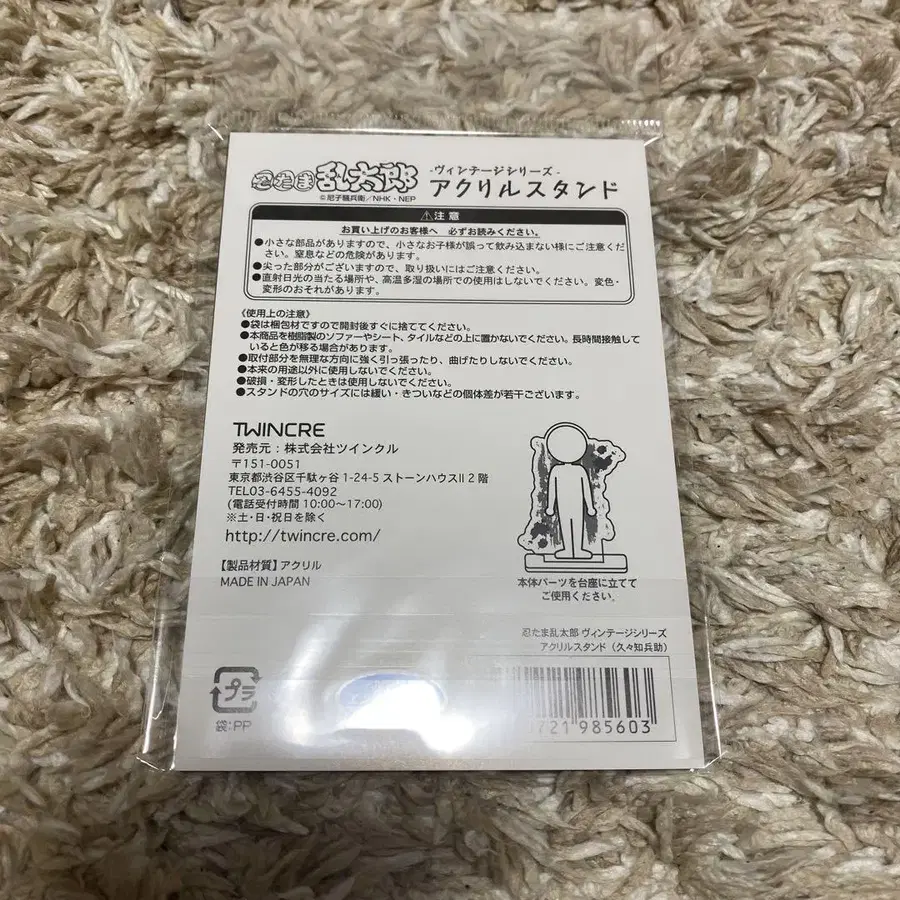 忍たま乱太郎
-ヴィンテージシリーズ-
アクリルスタンド
©尼子騒兵衛/NHK・NEP
⚠注意
お買い上げのお客様へ 必ずお読みください。
●小さな部品がありますので、小さなお子様が誤って飲み込まない様にご注意くだ
さい。窒息などの危険があります。
●尖った部分がございますので、取り扱いにはご注意ください。
●直射日光の当たる場所や、高温多湿の場所での使用はしないでください。変色・
変形のおそれがあります。
《使用上の注意》
●袋は梱包材ですので開封後すぐに捨ててください。
●本商品を樹脂製のソファーやシート、タイルなどの上に置かないでください。長時間接触して
いると色が移る場合があります。
●取付部分を無理な方向に強く引っ張ったり、曲げたりしないでください。
●本来の用途以外に使用しないでください。
●破損・変形したときは使用しないでください。
●スタンドの穴のサイズには緩い・きついなどの個体差が若干ございます。
TWINCRE
発売元:株式会社ツインクル
〒151-0051
東京都渋谷区千駄ヶ谷 1-24-5 ストーンハウスII 2階
TEL03-6455-4092
(電話受付時間 10:00〜17:00)
※土・日・祝日を除く
http://twincre.com/
【製品材質】アクリル
MADE IN JAPAN
本体パーツを台座に立てて
ご使用ください。
忍たま乱太郎 ヴィンテージシリーズ
アクリルスタンド(久々知兵助)
プラ
袋:PP
721985603